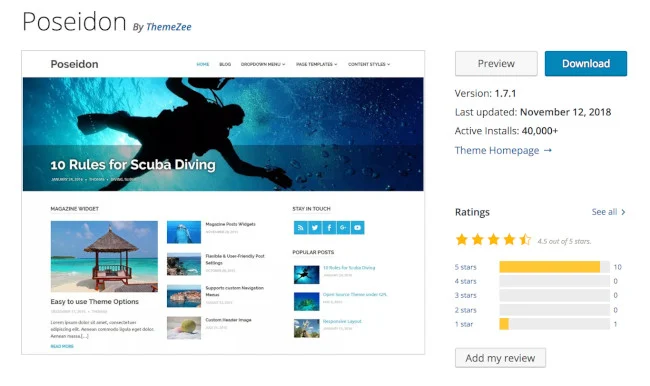 Poseidon By ThemeZee
Poseidon
HOME BLOG DROPDOWN MENU PAGE TEMPLATES CONTENT STYLES
10 Rules for Scuba Diving
MAGAZINE WIDGET
Easy to use Theme Options
Lorem ipsum dolor sit amet, consectetuer
adipiscing elit. Aenean commodo ligula eget dolor. Aenean
massa [...]
READ MORE
Magazine Posts Widgets
Flexible & User-Friendly Post
Settings
Supports custom Navigation
Menus
Custom Header Image
STAY IN TOUCH
POPULAR POSTS
10 Rules for Scuba Diving
Open Source Theme under GPL
Responsive Layout
Preview
Download
Version: 1.7.1
Last updated: November 12, 2018
Active Installs: 40,000+
Theme Homepage →
Ratings
See all >
4.5 out of 5 stars.
5 stars 10
4 stars 0
3 stars 0
2 stars 0
1 star 1
Add my review